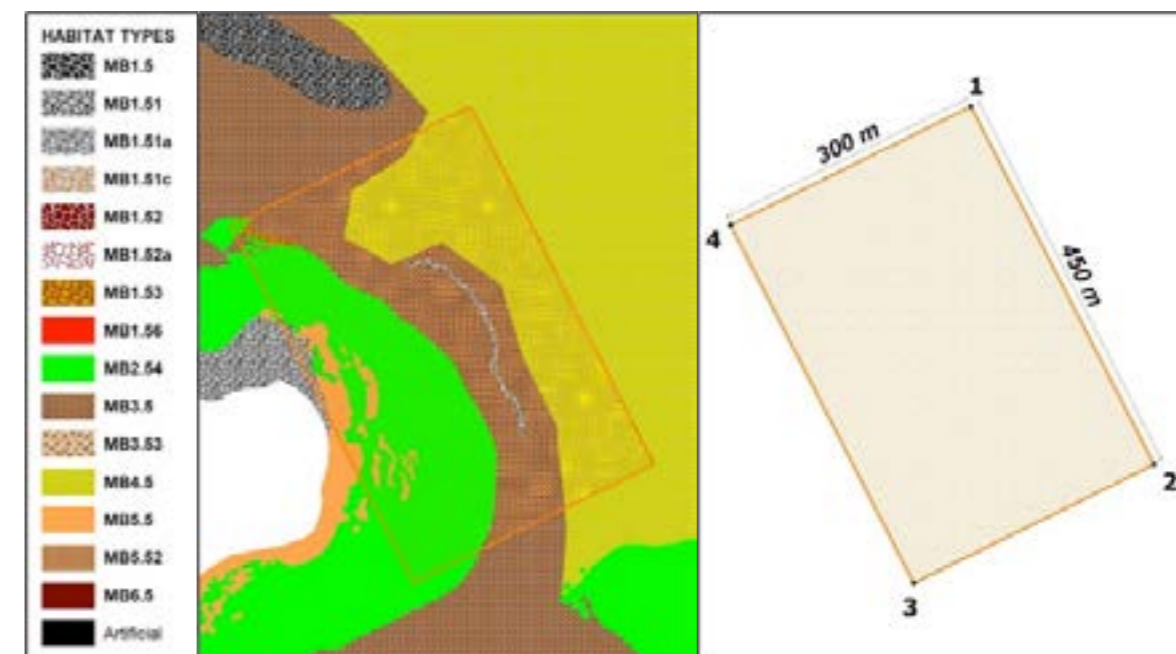 HABITAT TYPES
MB1.5
MB1.51
MB1.51a
MB1.51c
MB1.52
MB1.52a
MB1.53
MB1.56
MB2.54
MB3.5
MB3.53
MB4.5
MB5.5
MB5.52
MB6.5
Artificial
1
300 m
4
450 m
2
3